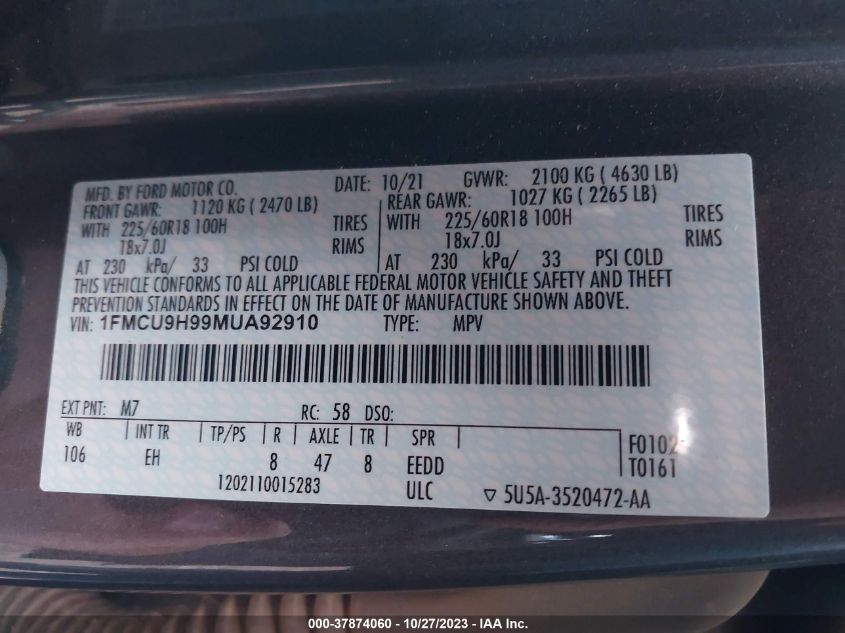 MFD. BY FORD MOTOR CO. DATE: 10/21 GVWR: 2100 KG ( 4630 LB)
FRONT GAWR: 1120 KG ( 2470 LB) REAR GAWR: 1027 KG ( 2265 LB)
WITH 225/60R18 100H TIRES WITH 225/60R18 100H TIRES
18x7.0J RIMS 18x7.0J RIMS
AT 230 kPa/ 33 PSI COLD AT 230 kPa/ 33 PSI COLD
THIS VEHICLE CONFORMS TO ALL APPLICABLE FEDERAL MOTOR VEHICLE SAFETY AND THEFT
PREVENTION STANDARDS IN EFFECT ON THE DATE OF MANUFACTURE SHOWN ABOVE.
VIN: 1FMCU9H99MUA92910 TYPE: MPV
EXT PNT: M7 RC: 58 DSO:
WB INT TR TP/PS R AXLE TR SPR F0102
106 EH 8 47 8 EEDD T0161
1202110015283 ULC ▽ 5U5A-3520472-AA
000-37874060 - 10/27/2023 - IAA Inc.